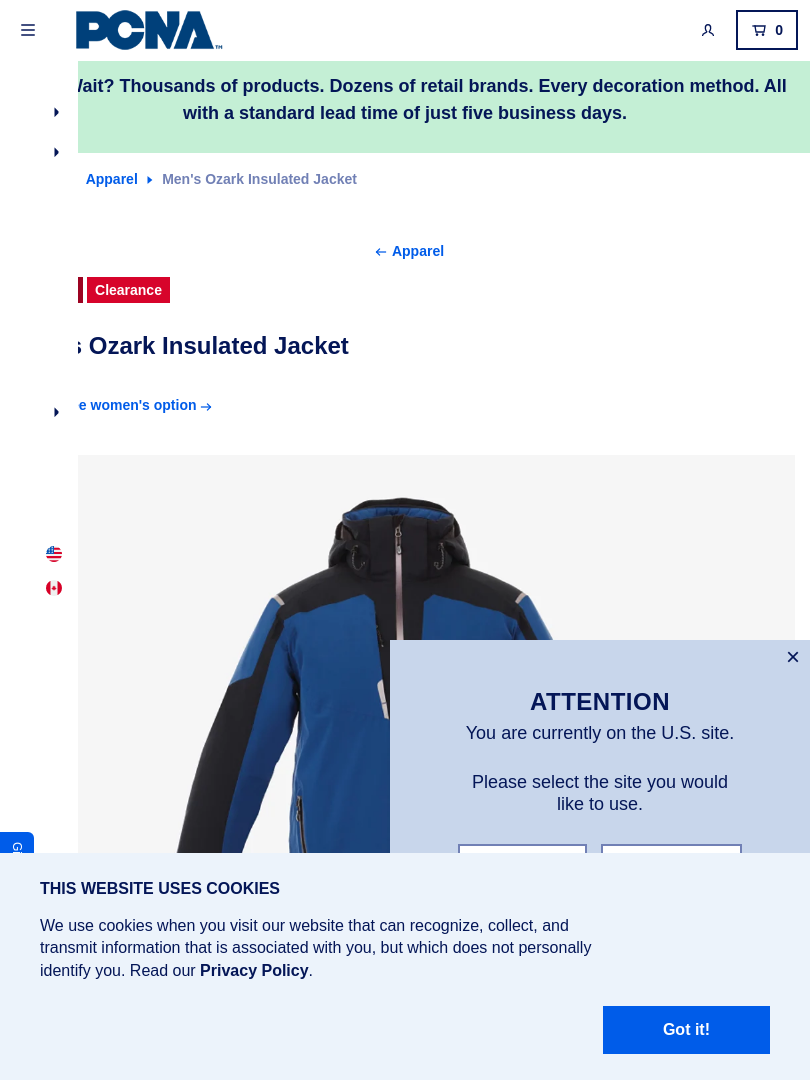 PCNA
0
Wait? Thousands of products. Dozens of retail brands. Every decoration method. All
with a standard lead time of just five business days.
Apparel Men's Ozark Insulated Jacket
← Apparel
Clearance
Ozark Insulated Jacket
women's option →
ATTENTION
You are currently on the U.S. site.
Please select the site you would
like to use.
THIS WEBSITE USES COOKIES
We use cookies when you visit our website that can recognize, collect, and
transmit information that is associated with you, but which does not personally
identify you. Read our Privacy Policy.
Got it!